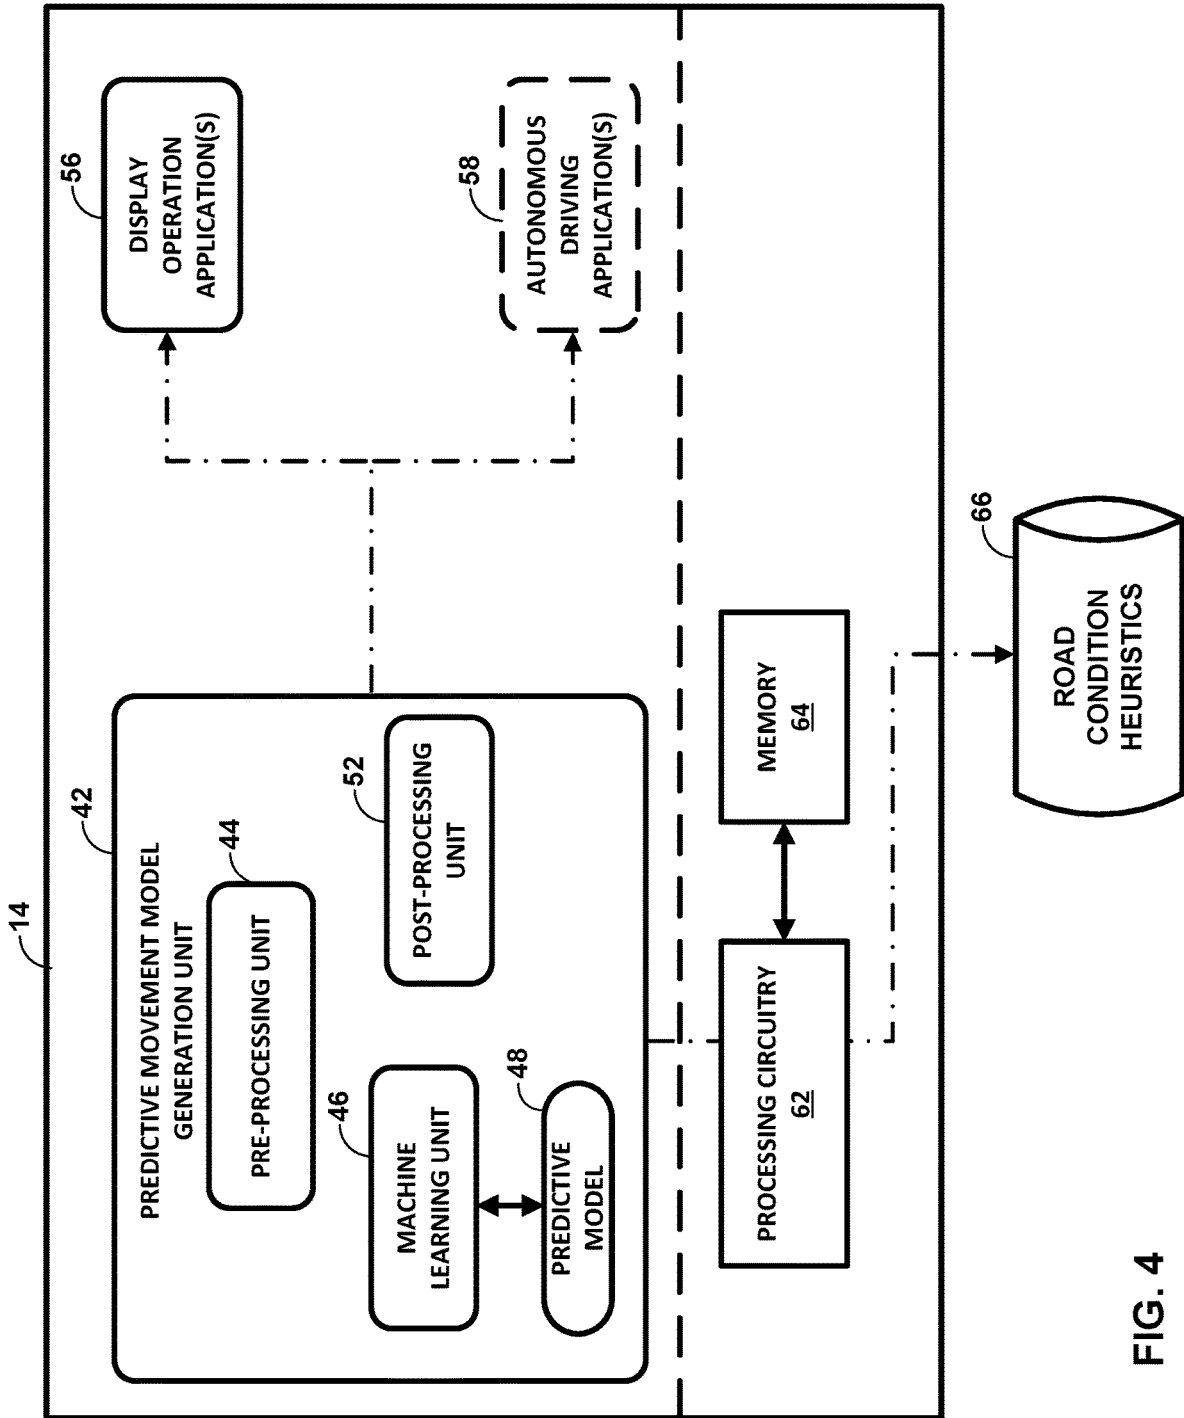 14
42
PREDICTIVE MOVEMENT MODEL
GENERATION UNIT
44
PRE-PROCESSING UNIT
46
MACHINE
LEARNING UNIT
48
PREDICTIVE
MODEL
52
POST-PROCESSING
UNIT
56
DISPLAY
OPERATION
APPLICATION(S)
58
AUTONOMOUS
DRIVING
APPLICATION(S)
PROCESSING CIRCUITRY
62
MEMORY
64
66
ROAD
CONDITION
HEURISTICS
FIG. 4